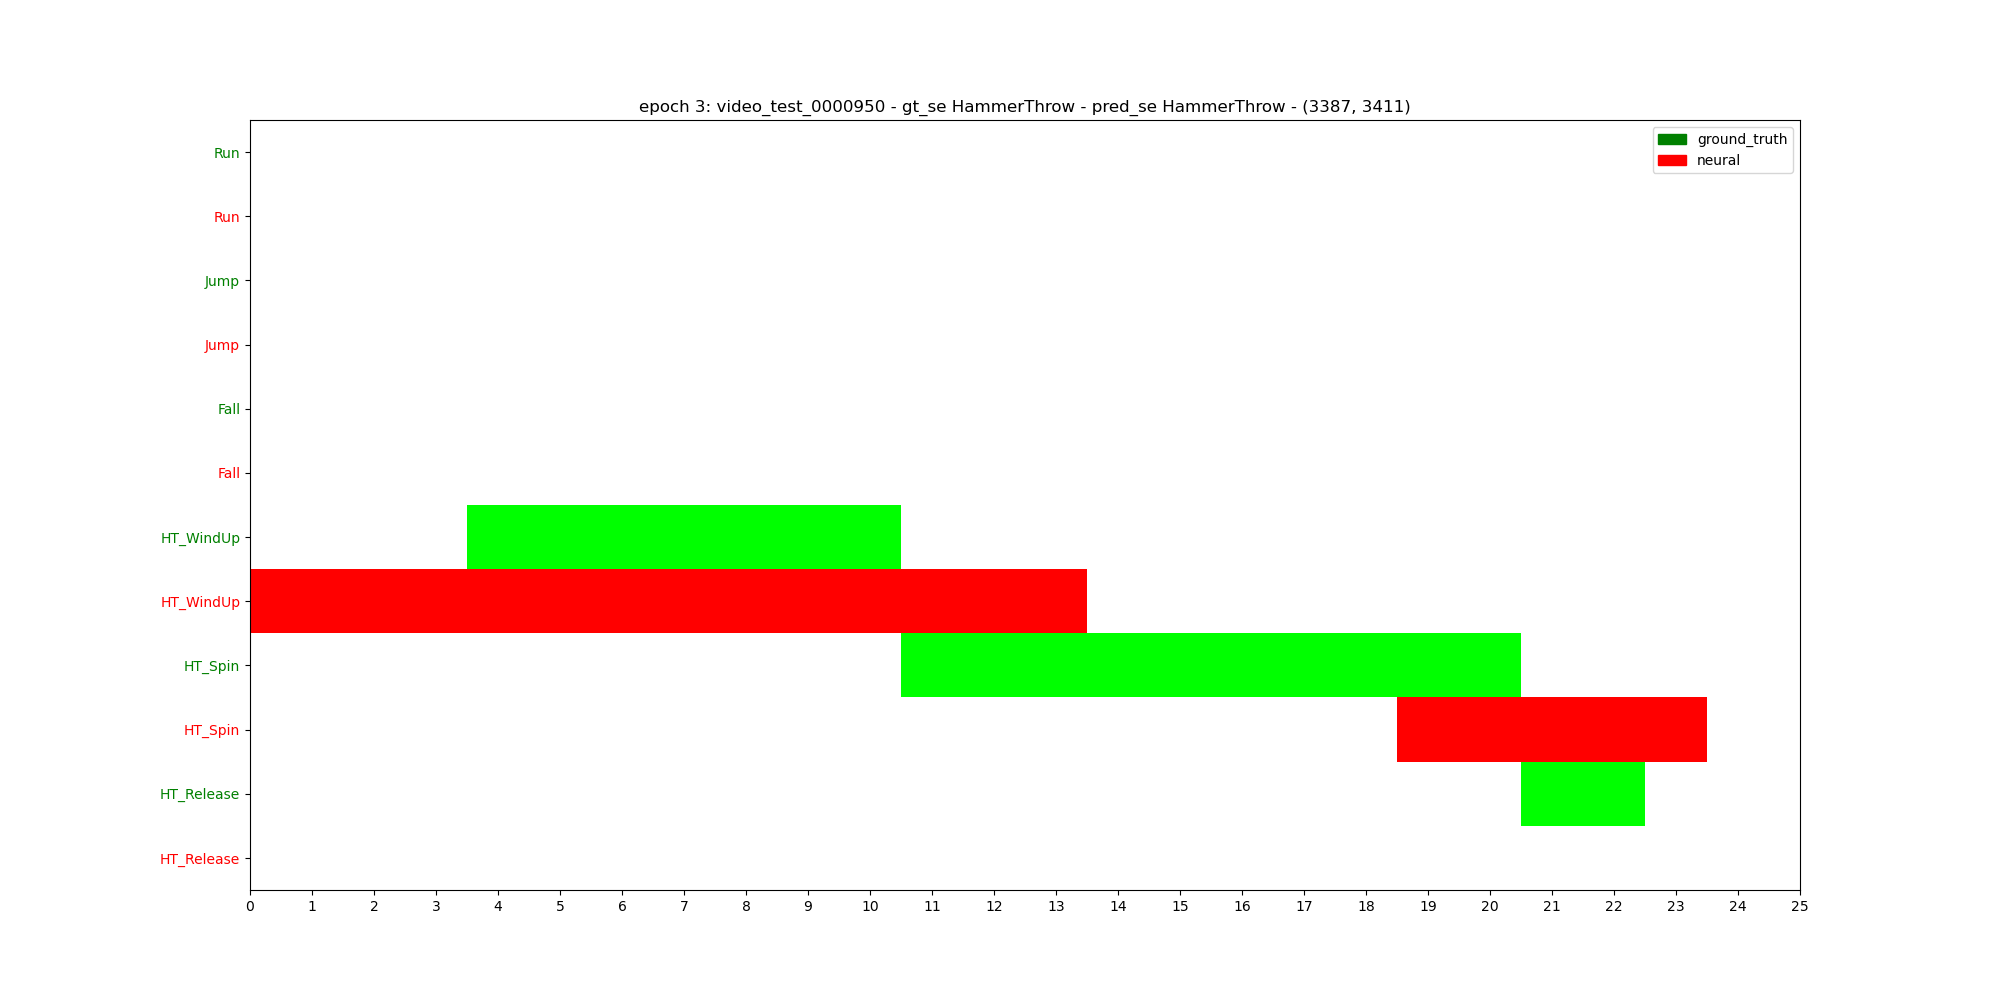 epoch 3: video_test_0000950 - gt_se HammerThrow - pred_se HammerThrow - (3387, 3411)
ground_truth
neural
Run
Run
Jump
Jump
Fall
Fall
HT_WindUp
HT_WindUp
HT_Spin
HT_Spin
HT_Release
HT_Release
0 1 2 3 4 5 6 7 8 9 10 11 12 13 14 15 16 17 18 19 20 21 22 23 24 25